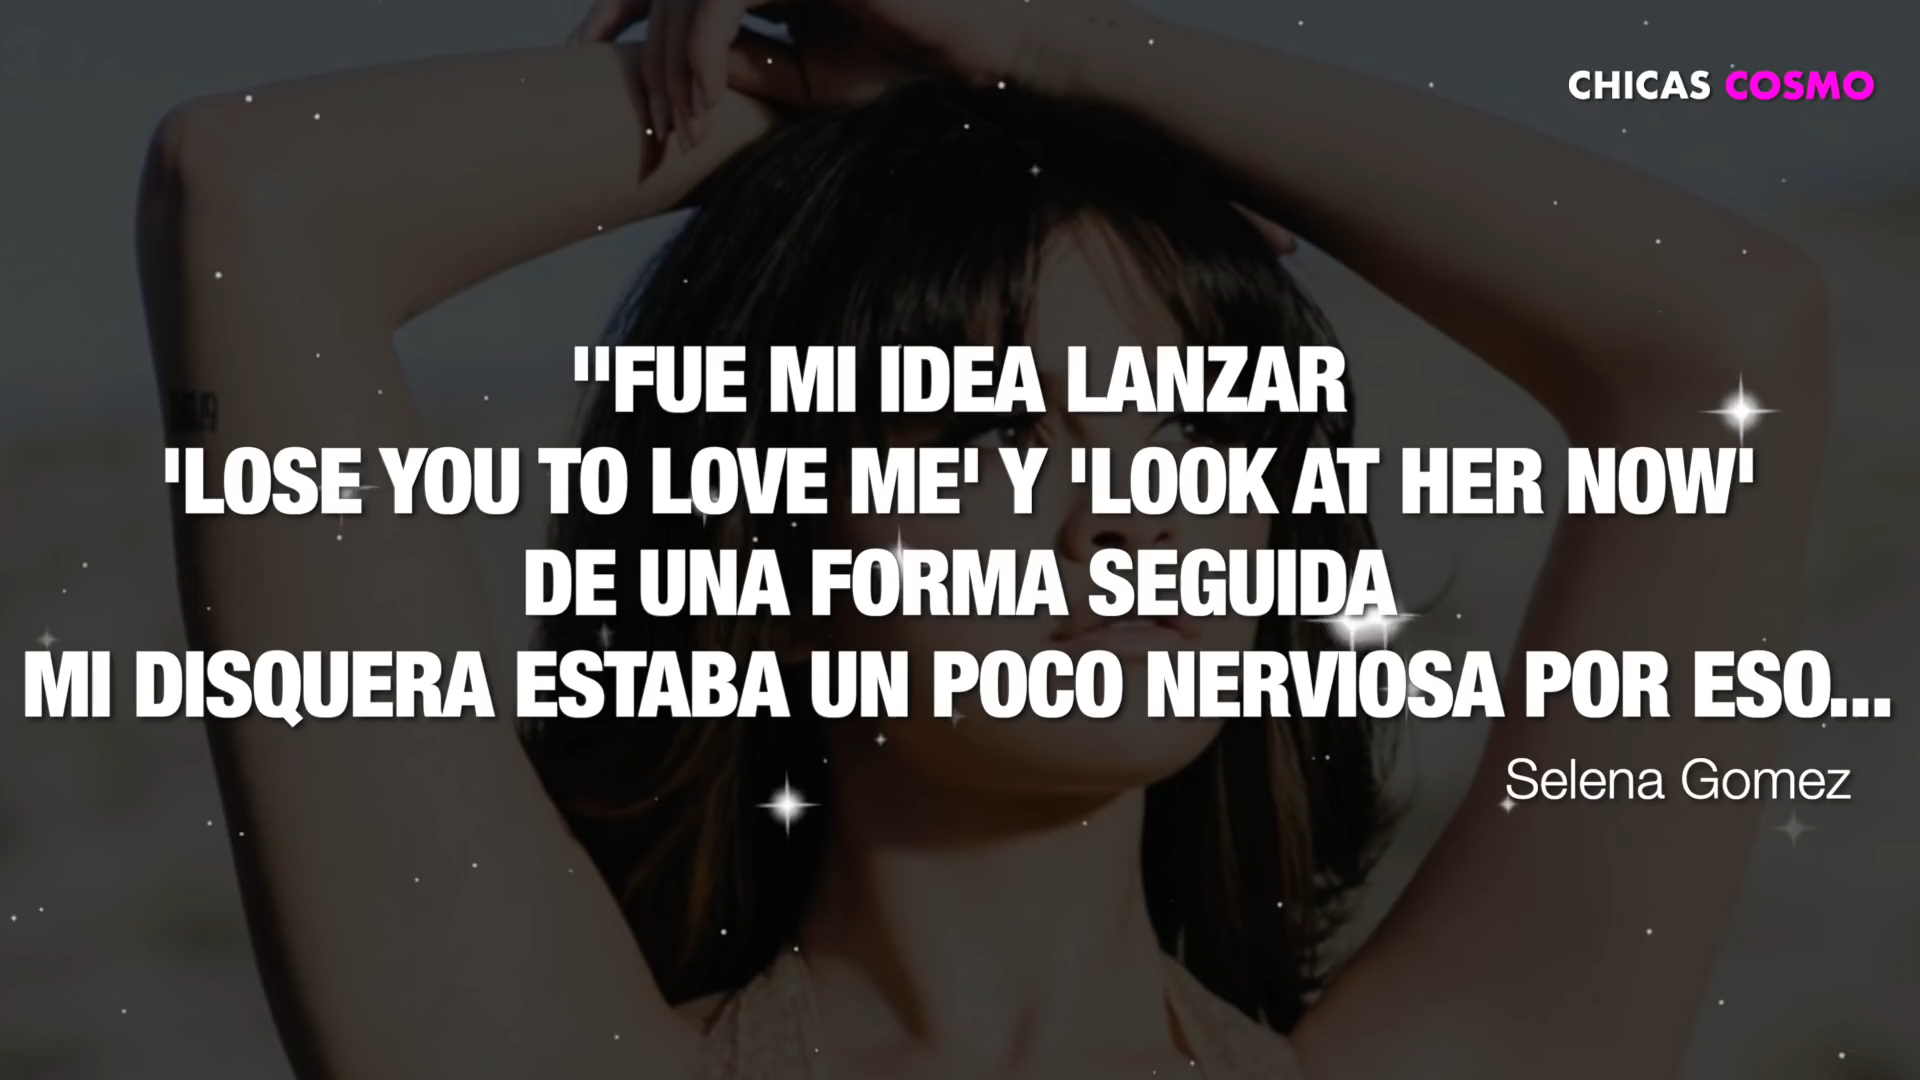 CHICAS COSMO
"FUE MI IDEA LANZAR
'LOSE YOU TO LOVE ME' Y 'LOOK AT HER NOW'
DE UNA FORMA SEGUIDA
MI DISQUERA ESTABA UN POCO NERVIOSA POR ESO...
Selena Gomez